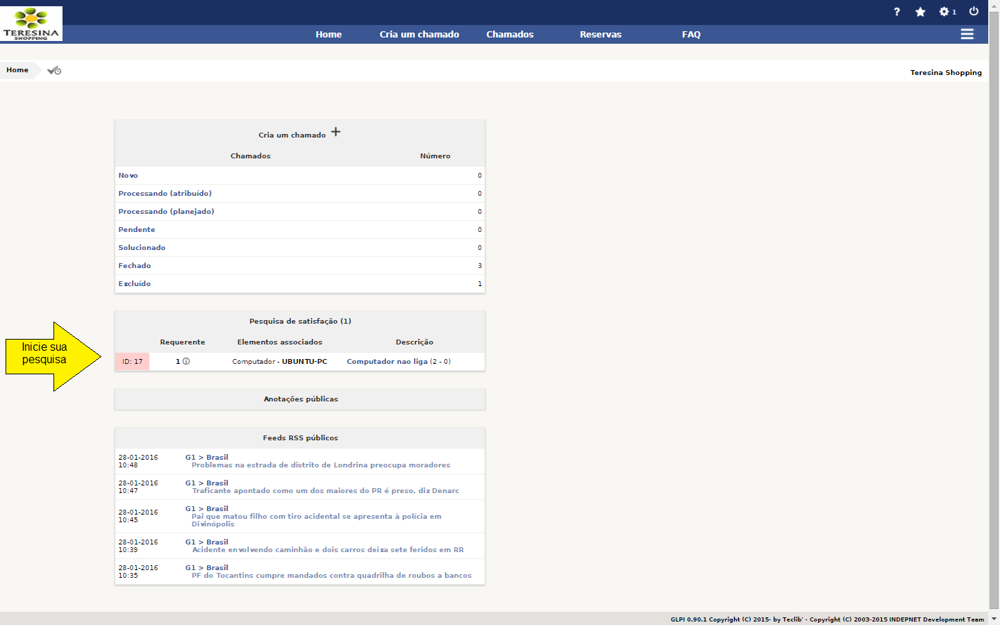 TERESINA
SHOPPING
? 1
Home Cria um chamado Chamados Reservas FAQ
Home
Teresina Shopping
Cria um chamado
Chamados Número
Novo 0
Processando (atribuído) 0
Processando (planejado) 0
Pendente 0
Solucionado 0
Fechado 3
Excluído 1
Pesquisa de satisfação (1)
Requerente Elementos associados Descrição
ID: 17 1 Computador - UBUNTU-PC Computador nao liga (2 - 0)
Inicie sua
pesquisa
Anotações públicas
Feeds RSS públicos
28-01-2016
10:48
G1 > Brasil
Problemas na estrada de distrito de Londrina preocupa moradores
28-01-2016
10:47
G1 > Brasil
Traficante apontado como um dos maiores do PR é preso, diz Denarc
28-01-2016
10:45
G1 > Brasil
Pai que matou filho com tiro acidental se apresenta à polícia em
Divinópolis
28-01-2016
10:39
G1 > Brasil
Acidente envolvendo caminhão e dois carros deixa sete feridos em RR
28-01-2016
10:35
G1 > Brasil
PF do Tocantins cumpre mandados contra quadrilha de roubos a bancos
GLPI 0.90.1 Copyright (C) 2015- by Teclib' - Copyright (C) 2003-2015 INDEPNET Development Team